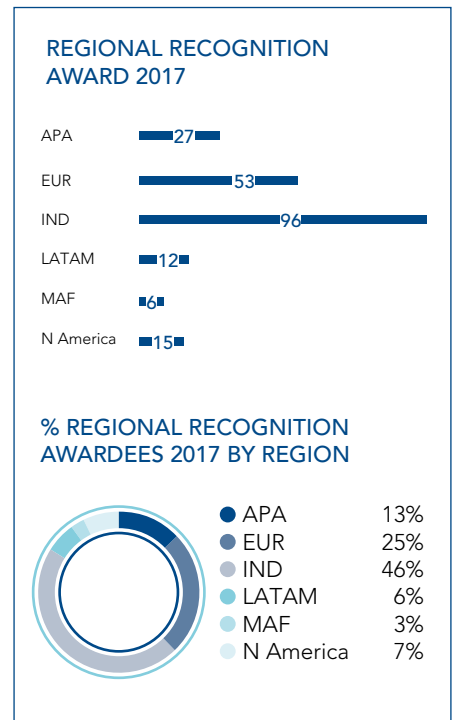 REGIONAL RECOGNITION
AWARD 2017
APA 27
EUR 53
IND 96
LATAM 12
MAF 6
N America 15
% REGIONAL RECOGNITION
AWARDEES 2017 BY REGION
APA 13%
EUR 25%
IND 46%
LATAM 6%
MAF 3%
N America 7%